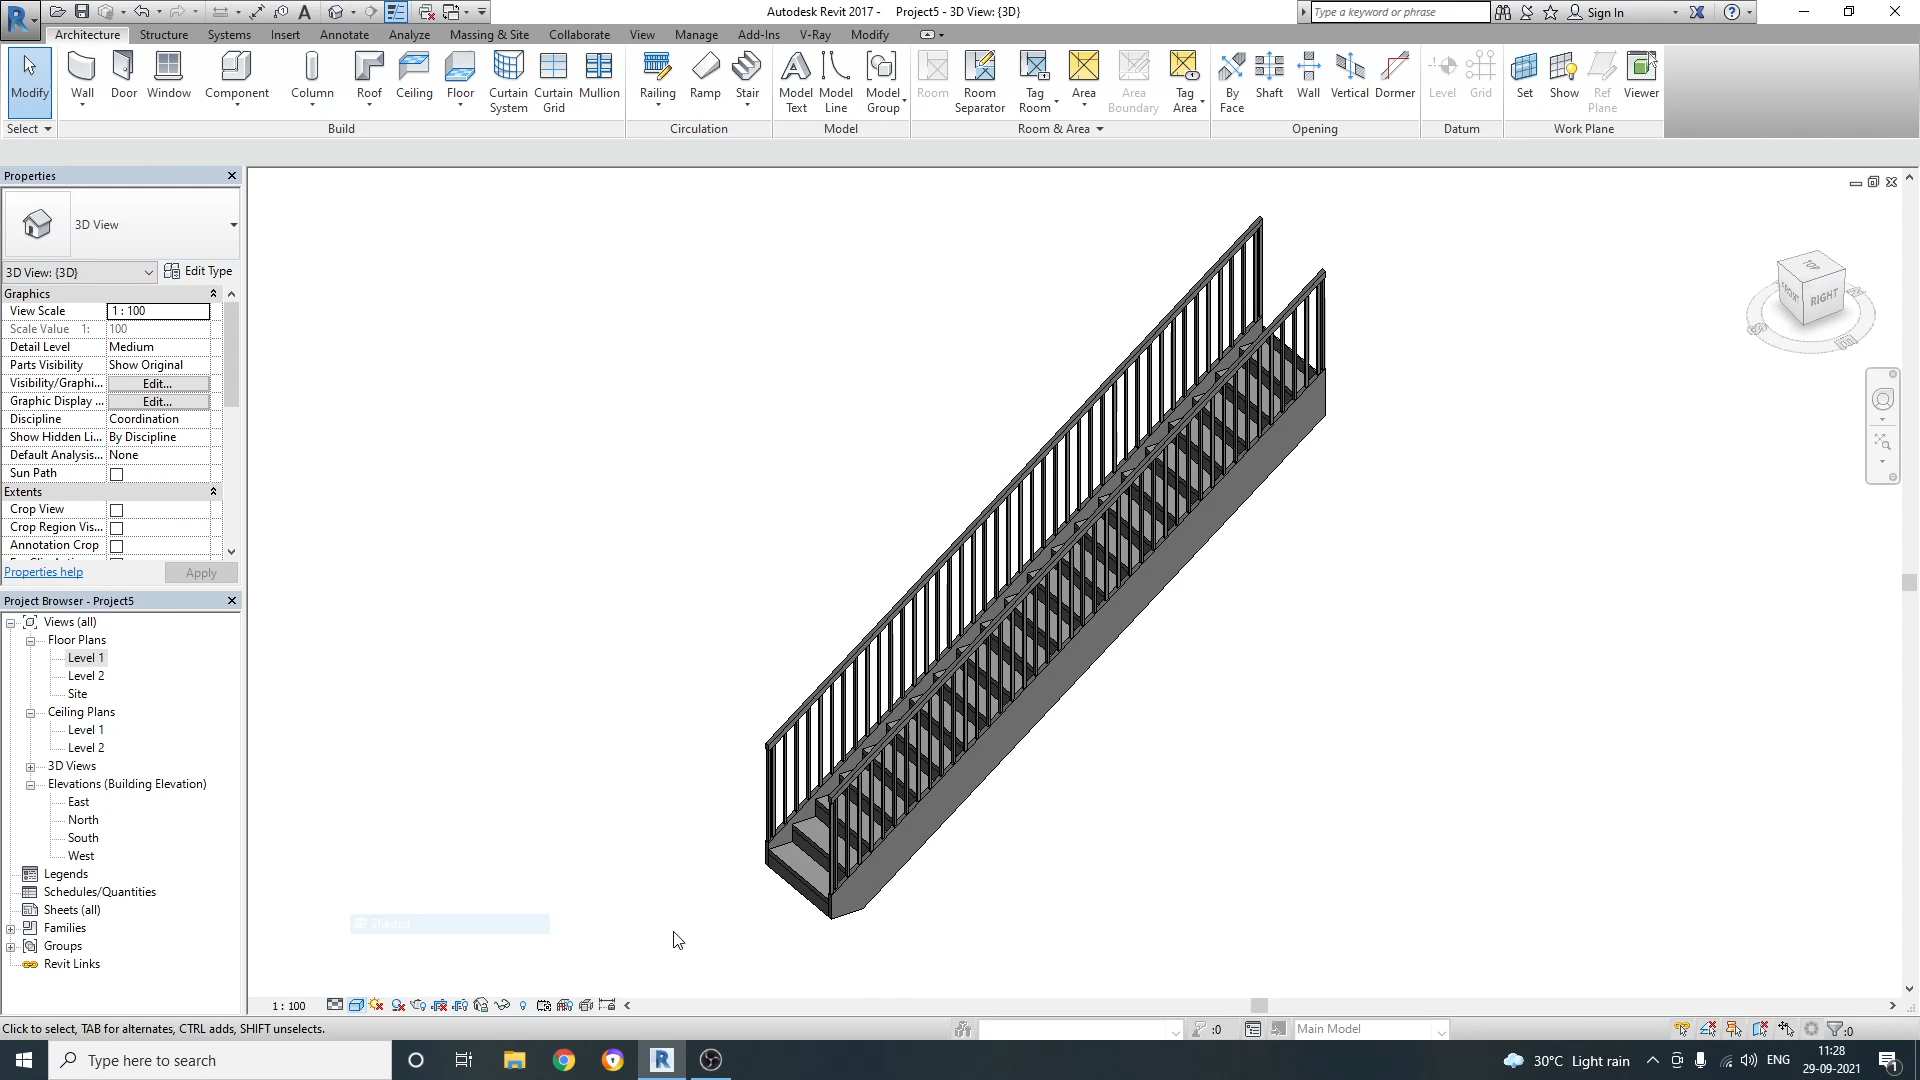 Autodesk Revit 2017 - Project5 - 3D View: {3D}
Type a keyword or phrase
Sign In
Architecture Structure Systems Insert Annotate Analyze Massing & Site Collaborate View Manage Add-Ins V-Ray Modify
Modify Wall Door Window Component Column Roof Ceiling Floor Curtain System Curtain Grid Mullion Railing Ramp Stair Model Text Model Line Model Group Room Room Separator Tag Room Area Area Boundary Tag Area By Face Shaft Wall Vertical Dormer Level Grid Set Show Ref Plane Viewer
Select Build Circulation Model Room & Area Opening Datum Work Plane
Properties
3D View
3D View: {3D} Edit Type
Graphics
View Scale 1 : 100
Scale Value 1: 100
Detail Level Medium
Parts Visibility Show Original
Visibility/Graphi... Edit...
Graphic Display ... Edit...
Discipline Coordination
Show Hidden Li... By Discipline
Default Analysis... None
Sun Path
Extents
Crop View
Crop Region Vis...
Annotation Crop
Properties help Apply
Project Browser - Project5
Views (all)
Floor Plans
Level 1
Level 2
Site
Ceiling Plans
Level 1
Level 2
3D Views
Elevations (Building Elevation)
East
North
South
West
Legends
Schedules/Quantities
Sheets (all)
Families
Groups
Revit Links
TOP
FRONT
RIGHT
Shaded
1 : 100
Click to select, TAB for alternates, CTRL adds, SHIFT unselects.
:0
Main Model
:0
Type here to search
30°C Light rain
ENG
11:28
29-09-2021
1